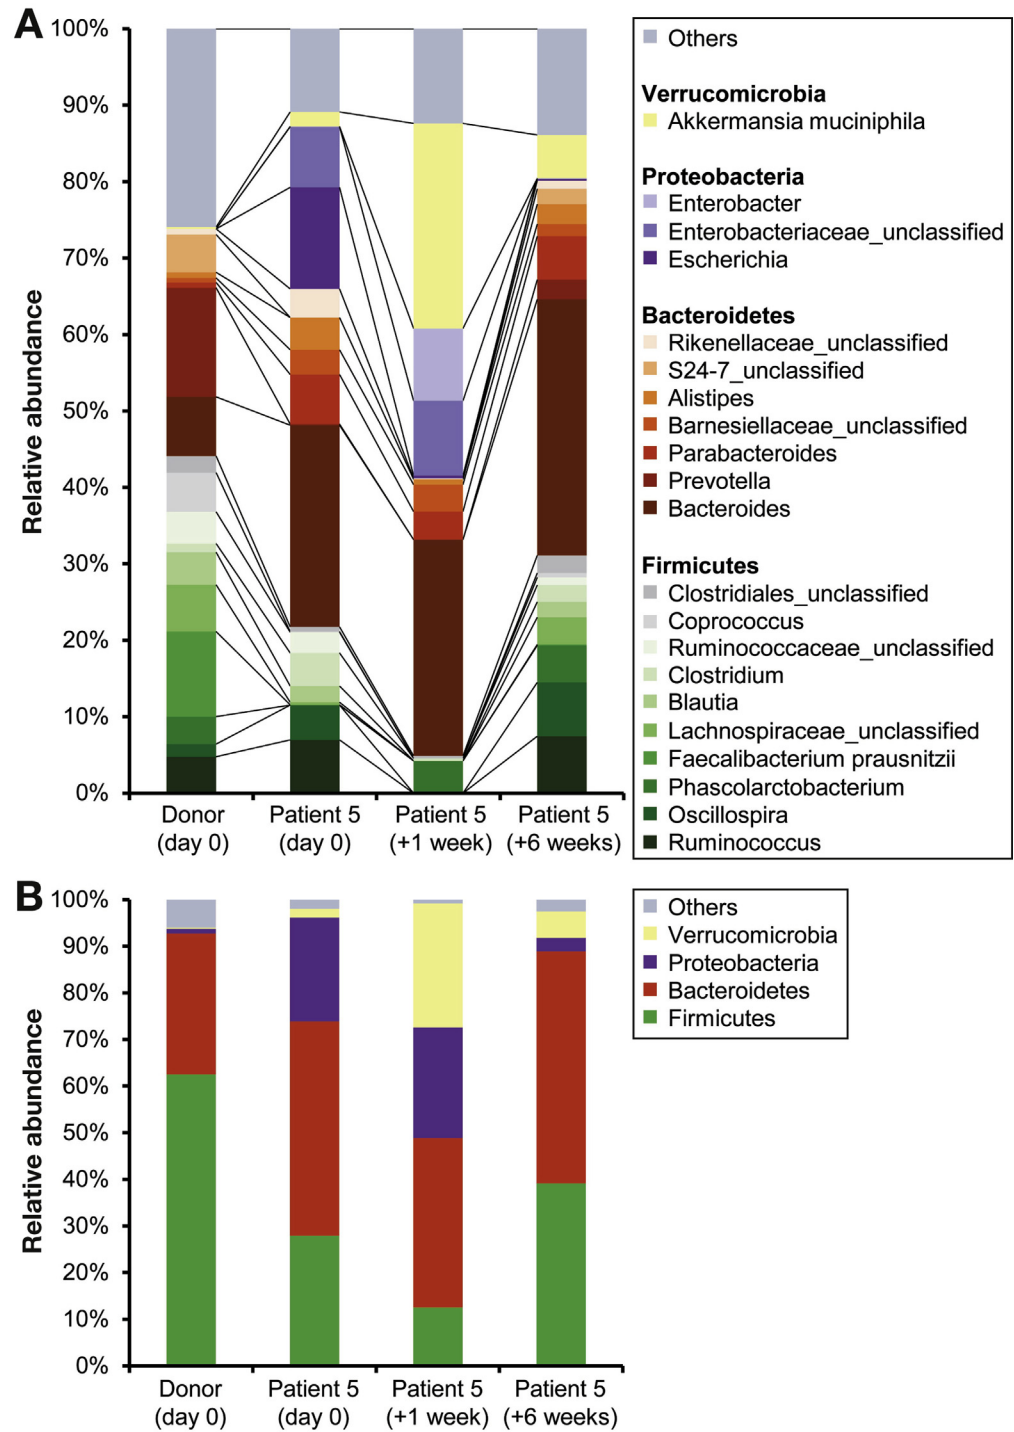 A
Relative abundance
100%
90%
80%
70%
60%
50%
40%
30%
20%
10%
0%
Donor
(day 0)
Patient 5
(day 0)
Patient 5
(+1 week)
Patient 5
(+6 weeks)
Others
Verrucomicrobia
Akkermansia muciniphila
Proteobacteria
Enterobacter
Enterobacteriaceae_unclassified
Escherichia
Bacteroidetes
Rikenellaceae_unclassified
S24-7_unclassified
Alistipes
Barnesiellaceae_unclassified
Parabacteroides
Prevotella
Bacteroides
Firmicutes
Clostridiales_unclassified
Coprococcus
Ruminococcaceae_unclassified
Clostridium
Blautia
Lachnospiraceae_unclassified
Faecalibacterium prausnitzii
Phascolarctobacterium
Oscillospira
Ruminococcus
B
Relative abundance
100%
90%
80%
70%
60%
50%
40%
30%
20%
10%
0%
Donor
(day 0)
Patient 5
(day 0)
Patient 5
(+1 week)
Patient 5
(+6 weeks)
Others
Verrucomicrobia
Proteobacteria
Bacteroidetes
Firmicutes